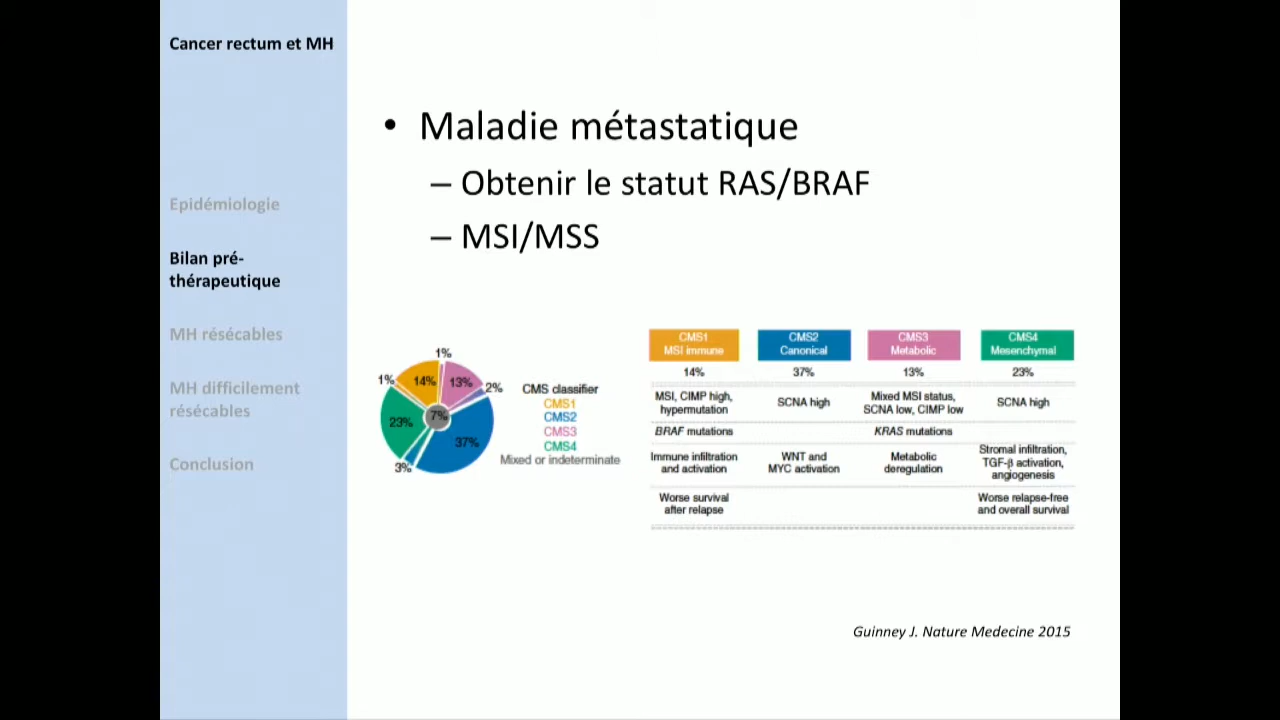 Cancer rectum et MH
Epidémiologie
Bilan pré-
thérapeutique
MH résécables
MH difficilement
résécables
Conclusion
• Maladie métastatique
– Obtenir le statut RAS/BRAF
– MSI/MSS
1%
1%
14%
13%
2%
23%
7%
37%
3%
CMS classifier
CMS1
CMS2
CMS3
CMS4
Mixed or indeterminate
CMS1 CMS2 CMS3 CMS4
MSI immune Canonical Metabolic Mesenchymal
14% 37% 13% 23%
MSI, CIMP high,
hypermutation
SCNA high
Mixed MSI status,
SCNA low, CIMP low
SCNA high
BRAF mutations
KRAS mutations
Immune infiltration
and activation
WNT and
MYC activation
Metabolic
deregulation
Stromal infiltration,
TGF-β activation,
angiogenesis
Worse survival
after relapse
Worse relapse-free
and overall survival
Guinney J. Nature Medecine 2015